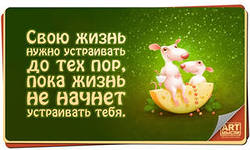 Свою жизнь
нужно устраивать
до тех пор,
пока жизнь
не начнет
устраивать тебя.
ART